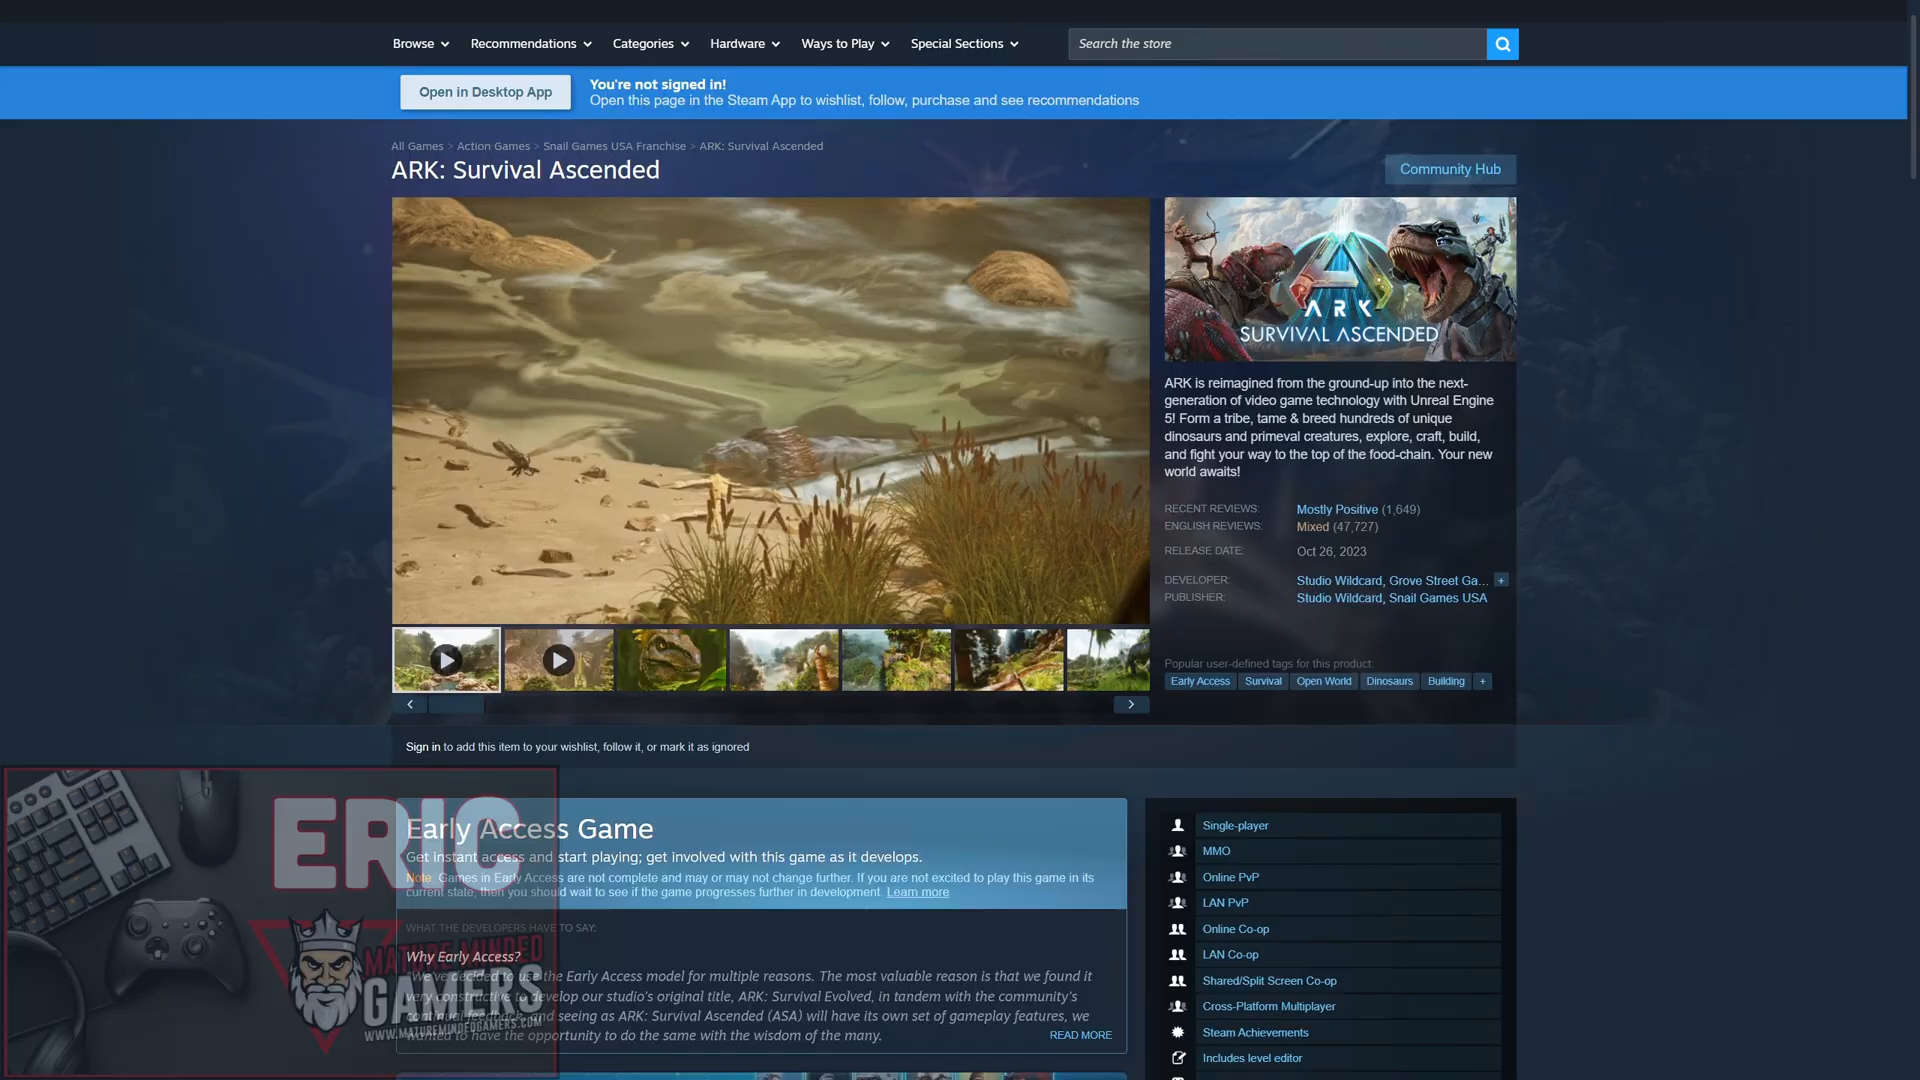 Browse
Recommendations
Categories
Hardware
Ways to Play
Special Sections
Search the store
Open in Desktop App
You're not signed in!
Open this page in the Steam App to wishlist, follow, purchase and see recommendations
All Games > Action Games > Snail Games USA Franchise > ARK: Survival Ascended
ARK: Survival Ascended
Community Hub
ARK
SURVIVAL ASCENDED
ARK is reimagined from the ground-up into the next-
generation of video game technology with Unreal Engine
5! Form a tribe, tame & breed hundreds of unique
dinosaurs and primeval creatures, explore, craft, build,
and fight your way to the top of the food-chain. Your new
world awaits!
RECENT REVIEWS: Mostly Positive (1,649)
ENGLISH REVIEWS: Mixed (47,727)
RELEASE DATE: Oct 26, 2023
DEVELOPER: Studio Wildcard, Grove Street Ga... +
PUBLISHER: Studio Wildcard, Snail Games USA
Popular user-defined tags for this product:
Early Access Survival Open World Dinosaurs Building +
Sign in to add this item to your wishlist, follow it, or mark it as ignored
Early Access Game
Get instant access and start playing; get involved with this game as it develops.
Note: Games in Early Access are not complete and may or may not change further. If you are not excited to play this game in its
current state, then you should wait to see if the game progresses further in development. Learn more
WHAT THE DEVELOPERS HAVE TO SAY:
Why Early Access?
"We've decided to use the Early Access model for multiple reasons. The most valuable reason is that we found it
very constructive to develop our studio's original title, ARK: Survival Evolved, in tandem with the community's
continual feedback, and seeing as ARK: Survival Ascended (ASA) will have its own set of gameplay features, we
wanted to have the opportunity to do the same with the wisdom of the many.
READ MORE
Single-player
MMO
Online PvP
LAN PvP
Online Co-op
LAN Co-op
Shared/Split Screen Co-op
Cross-Platform Multiplayer
Steam Achievements
Includes level editor
ERIC
MATURE MINDED
GAMERS
WWW.MATUREMINDEDGAMERS.COM